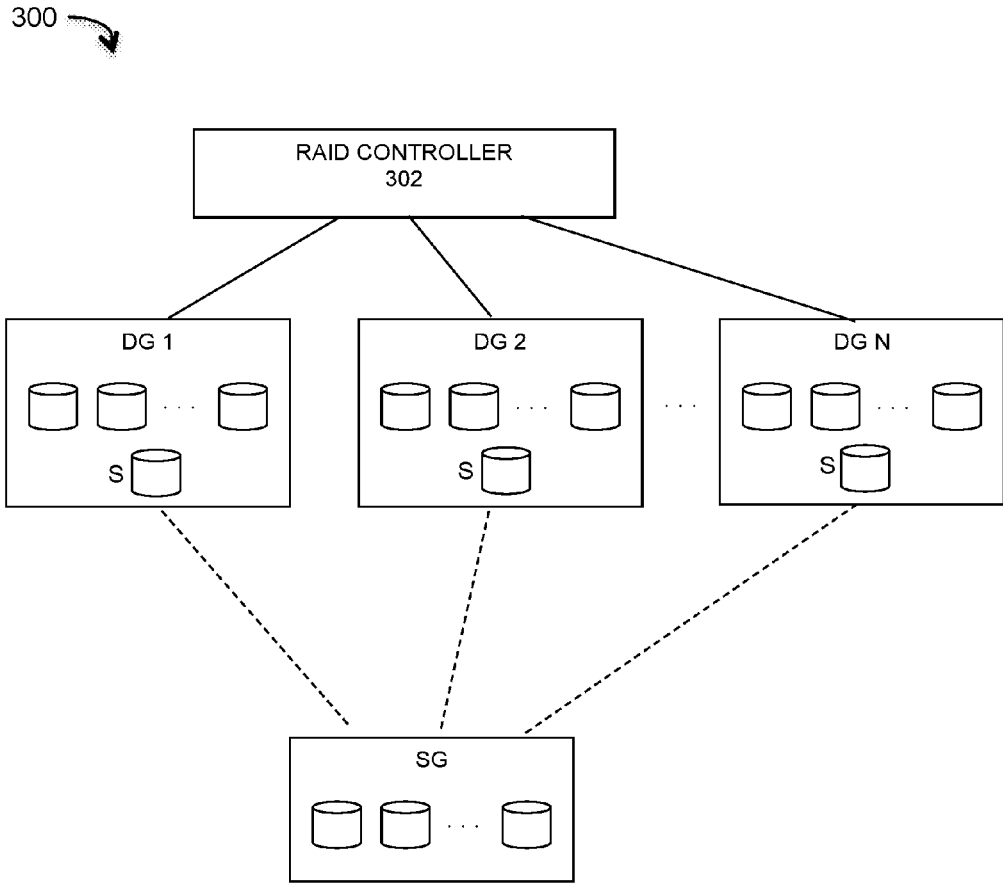 300
RAID CONTROLLER
302
DG 1
DG 2
DG N
. . .
. . .
. . .
. . .
S
S
S
SG
. . .